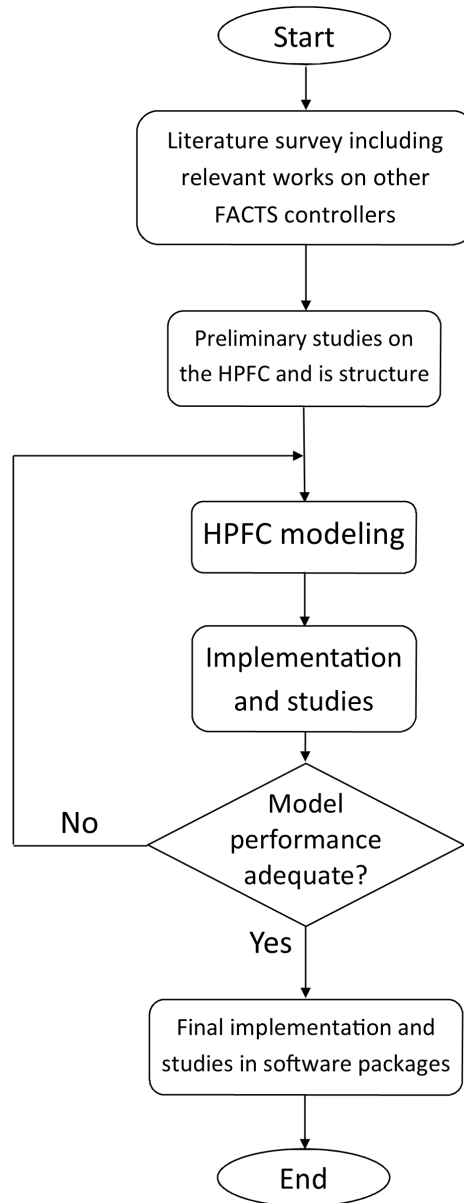 Start
Literature survey including
relevant works on other
FACTS controllers
Preliminary studies on
the HPFC and is structure
HPFC modeling
Implementation
and studies
Model
performance
adequate?
No
Yes
Final implementation and
studies in software packages
End